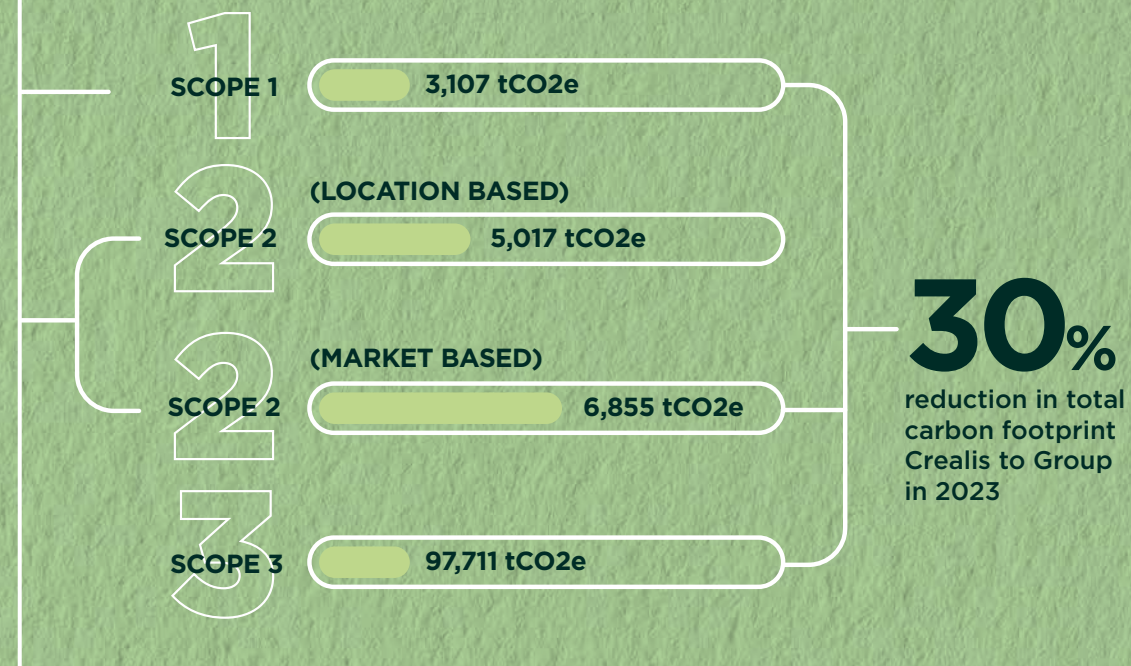 1
SCOPE 1
3,107 tCO2e
(LOCATION BASED)
2
SCOPE 2
5,017 tCO2e
(MARKET BASED)
2
SCOPE 2
6,855 tCO2e
3
SCOPE 3
97,711 tCO2e
30%
reduction in total
carbon footprint
Crealis to Group
in 2023